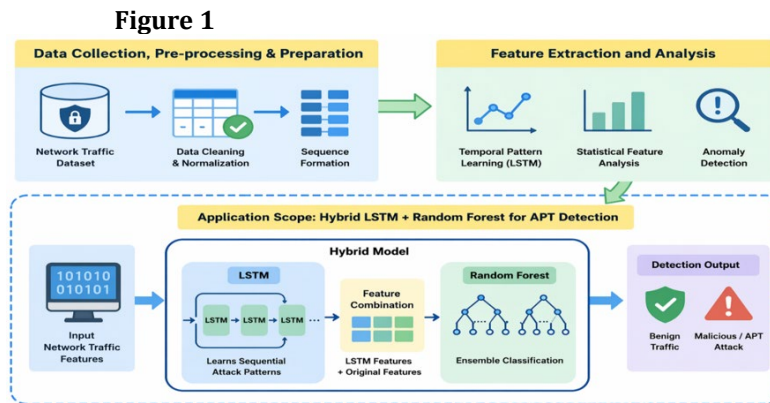 Figure 1
Data Collection, Pre-processing & Preparation
Network Traffic
Dataset
Data Cleaning
& Normalization
Sequence
Formation
Feature Extraction and Analysis
Temporal Pattern
Learning (LSTM)
Statistical Feature
Analysis
Anomaly
Detection
Application Scope: Hybrid LSTM + Random Forest for APT Detection
101010
010101
Input
Network Traffic
Features
Hybrid Model
LSTM
LSTM
LSTM
LSTM
...
Learns Sequential
Attack Patterns
Feature
Combination
LSTM Features
+ Original Features
Random Forest
...
Ensemble Classification
Detection Output
Benign
Traffic
Malicious / APT
Attack